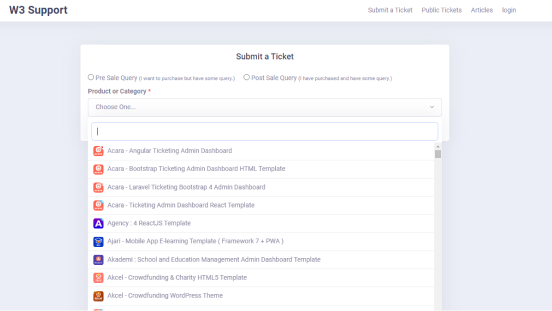 W3 Support
Submit a Ticket Public Tickets Articles login
Submit a Ticket
Pre Sale Query (I want to purchase but have some query.) Post Sale Query (I have purchased and have some query.)
Product or Category *
Choose One...
Acara - Angular Ticketing Admin Dashboard
Acara - Bootstrap Ticketing Admin Dashboard HTML Template
Acara - Laravel Ticketing Bootstrap 4 Admin Dashboard
Acara - Ticketing Admin Dashboard React Template
Agency : 4 ReactJS Template
Ajari - Mobile App E-learning Template ( Framework 7 + PWA )
Akademi : School and Education Management Admin Dashboard Template
Akcel - Crowdfunding & Charity HTML5 Template
Akcel - Crowdfunding WordPress Theme